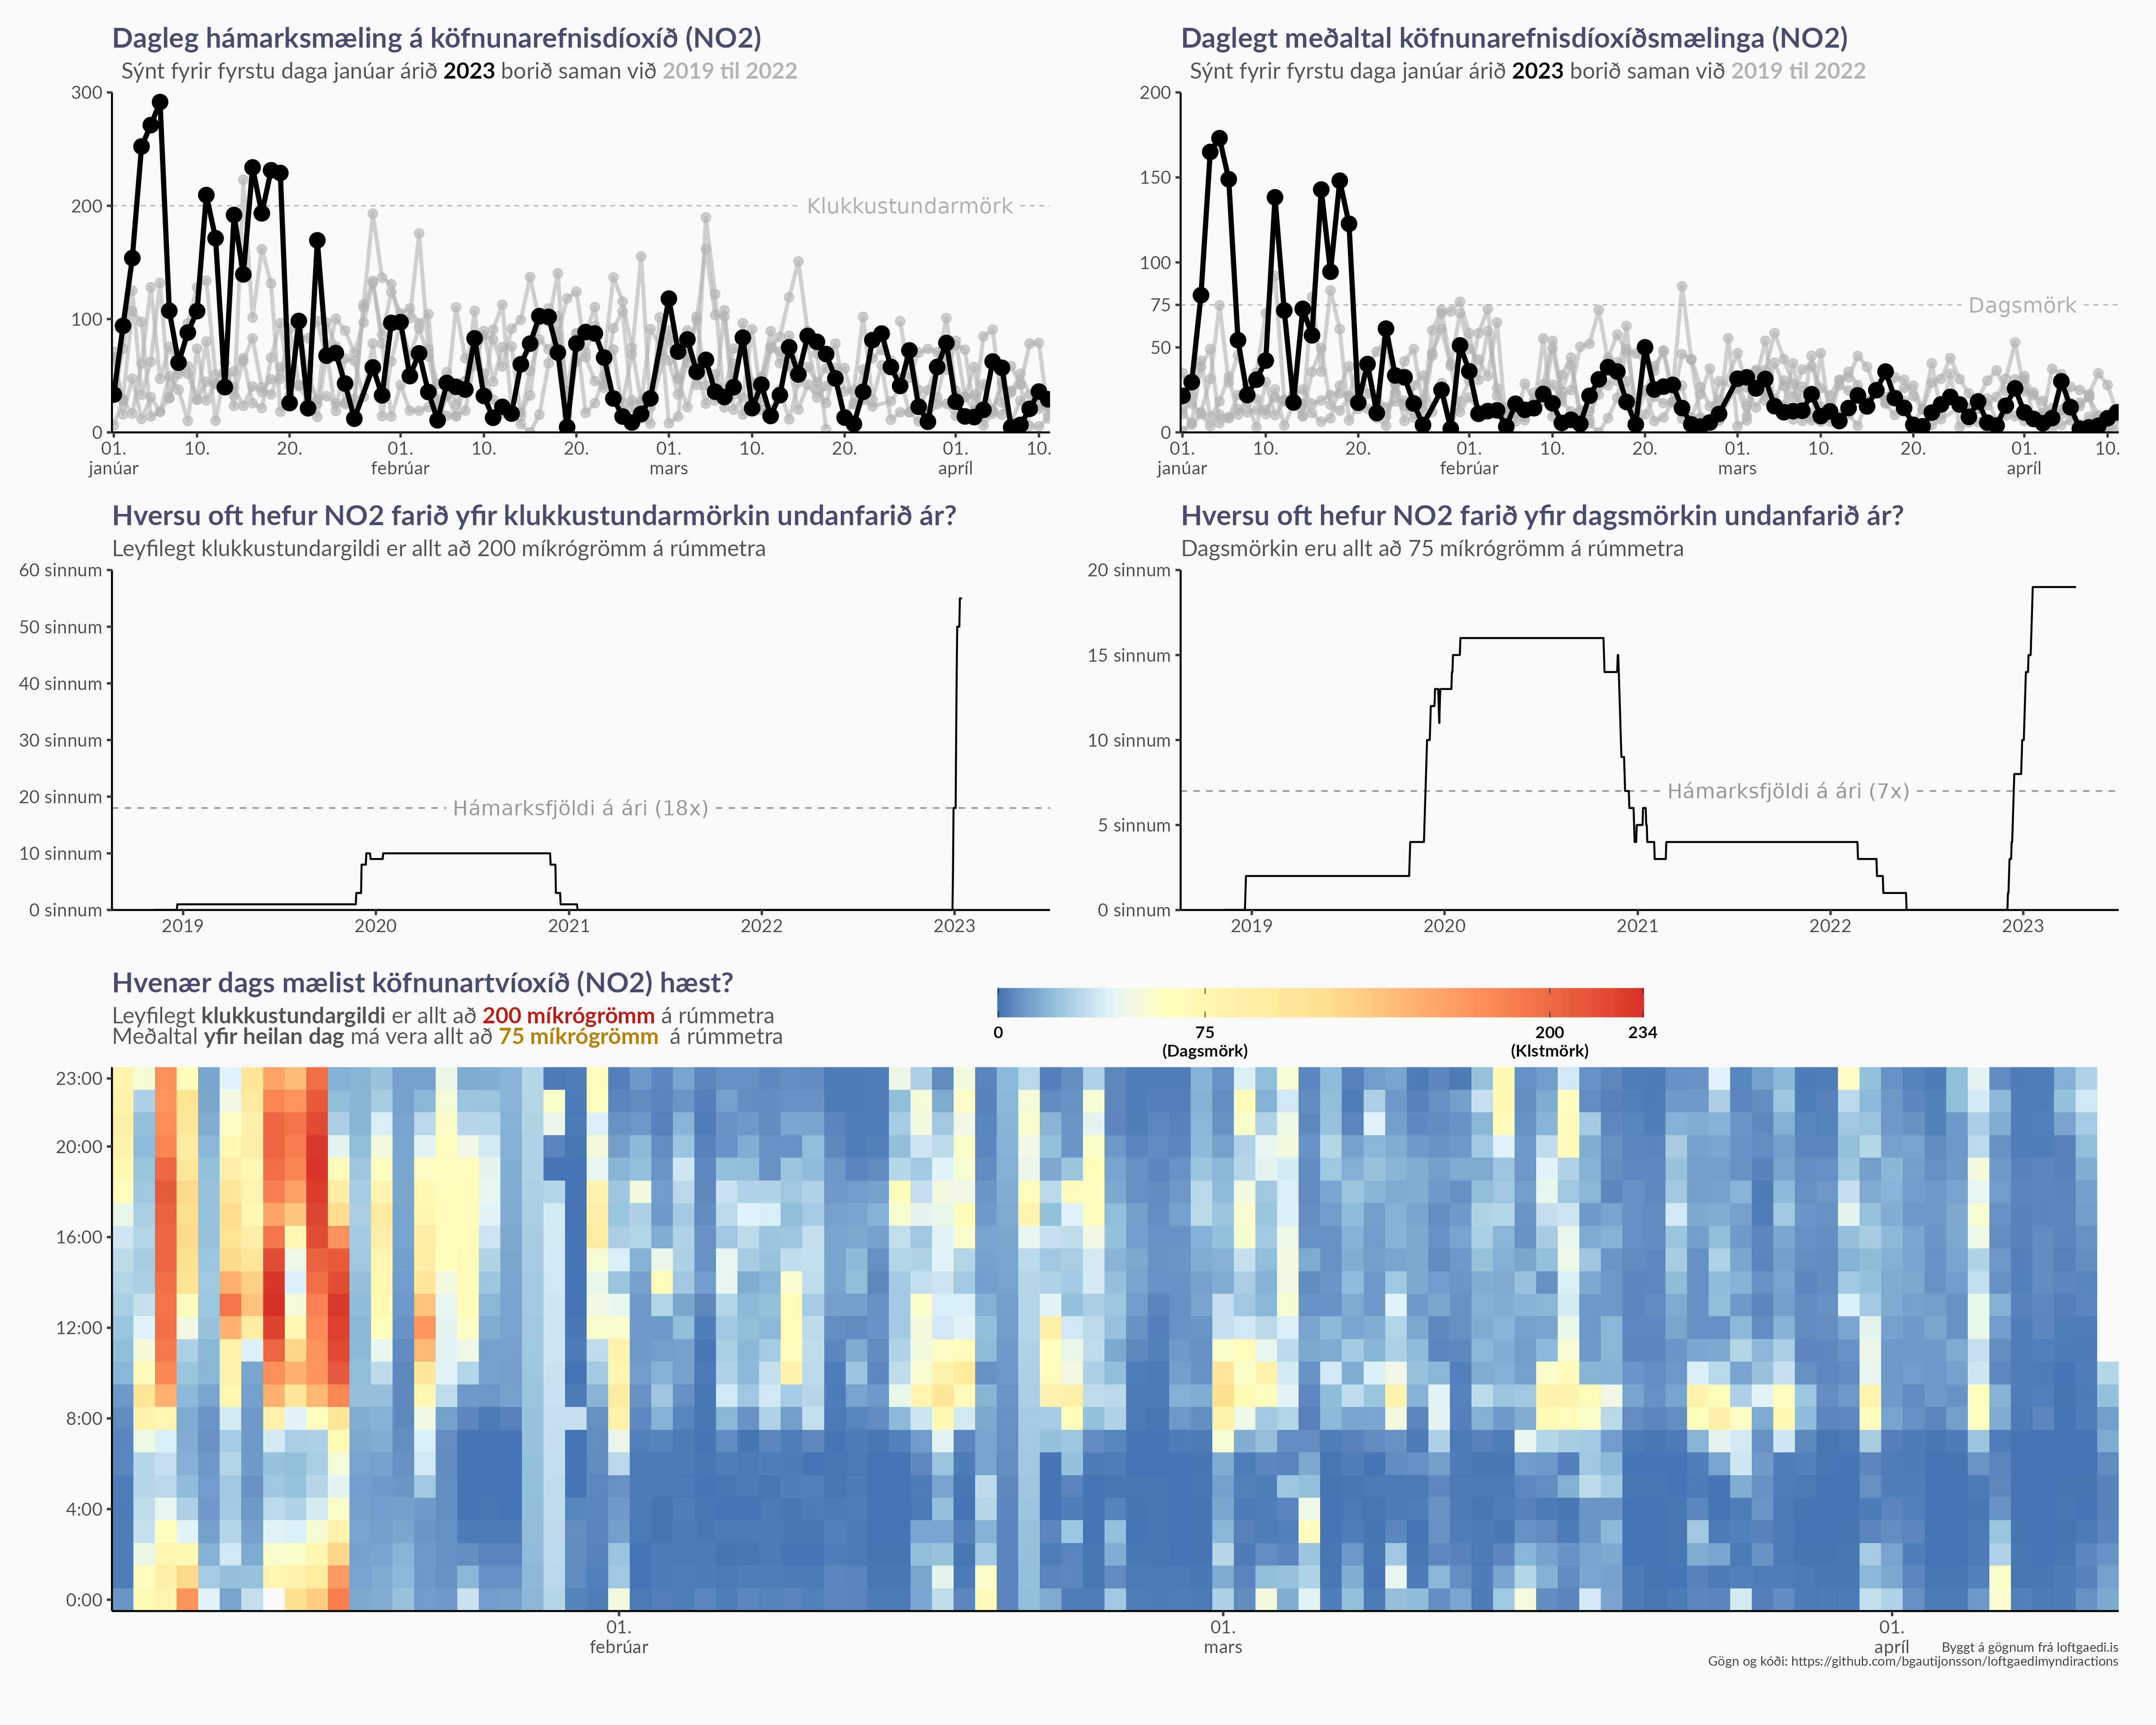 Dagleg hámarksmæling á köfnunarefnisdíoxíð (NO2)
Sýnt fyrir fyrstu daga janúar árið 2023 borið saman við 2019 til 2022
300
200
100
0
Klukkustundarmörk
01. 10. 20. 01. 10. 20. 01. 10. 20. 01. 10.
janúar febrúar mars apríl
Daglegt meðaltal köfnunarefnisdíoxíðsmælinga (NO2)
Sýnt fyrir fyrstu daga janúar árið 2023 borið saman við 2019 til 2022
200
150
100
75
50
0
Dagsmörk
01. 10. 20. 01. 10. 20. 01. 10. 20. 01. 10.
janúar febrúar mars apríl
Hversu oft hefur NO2 farið yfir klukkustundarmörkin undanfarið ár?
Leyfilegt klukkustundargildi er allt að 200 míkrógrömm á rúmmetra
60 sinnum
50 sinnum
40 sinnum
30 sinnum
20 sinnum
10 sinnum
0 sinnum
Hámarksfjöldi á ári (18x)
2019 2020 2021 2022 2023
Hversu oft hefur NO2 farið yfir dagsmörkin undanfarið ár?
Dagsmörkin eru allt að 75 míkrógrömm á rúmmetra
20 sinnum
15 sinnum
10 sinnum
5 sinnum
0 sinnum
Hámarksfjöldi á ári (7x)
2019 2020 2021 2022 2023
Hvenær dags mælist köfnunartvíoxíð (NO2) hæst?
Leyfilegt klukkustundargildi er allt að 200 míkrógrömm á rúmmetra
Meðaltal yfir heilan dag má vera allt að 75 míkrógrömm á rúmmetra
0 75 200 234
(Dagsmörk) (Klstmörk)
23:00
20:00
16:00
12:00
8:00
4:00
0:00
01. 01. 01.
febrúar mars apríl
Byggt á gögnum frá loftgaedi.is
Gögn og kóði: https://github.com/bgautijonsson/loftgaedimyndiractions